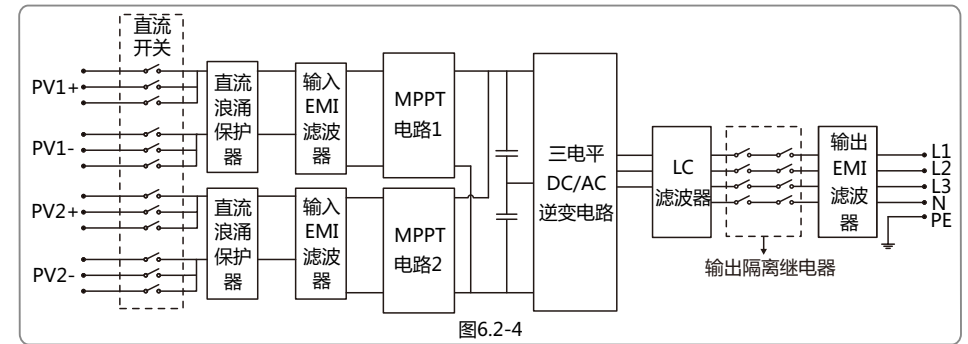 直流
开关
PV1+
PV1-
PV2+
PV2-
直流
浪涌
保护
器
输入
EMI
滤波
器
MPPT
电路1
直流
浪涌
保护
器
输入
EMI
滤波
器
MPPT
电路2
三电平
DC/AC
逆变电路
LC
滤波器
输出隔离继电器
输出
EMI
滤波
器
L1
L2
L3
N
PE
图6.2-4